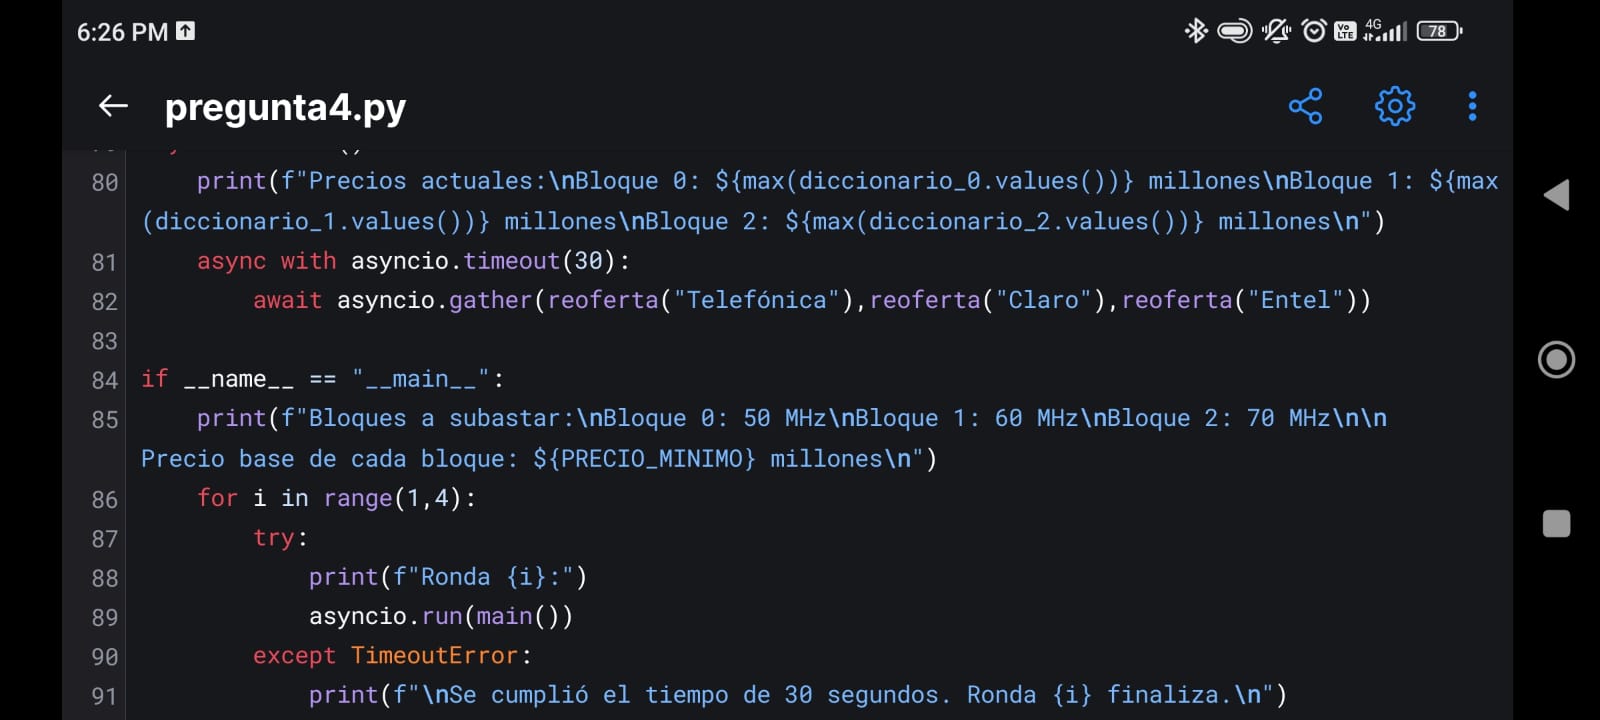 6:26 PM
Vo LTE 4G 78
pregunta4.py
80 print(f"Precios actuales:\nBloque 0: ${max(diccionario_0.values())} millones\nBloque 1: ${max
(diccionario_1.values())} millones\nBloque 2: ${max(diccionario_2.values())} millones\n")
81 async with asyncio.timeout(30):
82 await asyncio.gather(reoferta("Telefónica"),reoferta("Claro"),reoferta("Entel"))
83
84 if __name__ == "__main__":
85 print(f"Bloques a subastar:\nBloque 0: 50 MHz\nBloque 1: 60 MHz\nBloque 2: 70 MHz\n\n
Precio base de cada bloque: ${PRECIO_MINIMO} millones\n")
86 for i in range(1,4):
87 try:
88 print(f"Ronda {i}:")
89 asyncio.run(main())
90 except TimeoutError:
91 print(f"\nSe cumplió el tiempo de 30 segundos. Ronda {i} finaliza.\n")